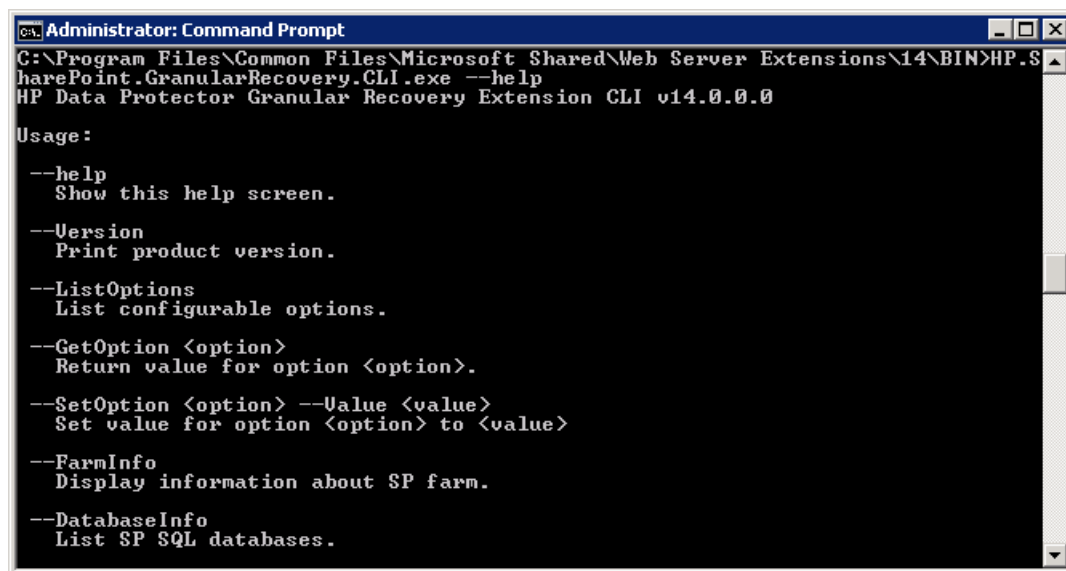 Administrator: Command Prompt
C:\Program Files\Common Files\Microsoft Shared\Web Server Extensions\14\BIN>HP.S
harePoint.GranularRecovery.CLI.exe --help
HP Data Protector Granular Recovery Extension CLI v14.0.0.0
Usage:
--help
Show this help screen.
--Version
Print product version.
--ListOptions
List configurable options.
--GetOption <option>
Return value for option <option>.
--SetOption <option> --Value <value>
Set value for option <option> to <value>
--FarmInfo
Display information about SP farm.
--DatabaseInfo
List SP SQL databases.